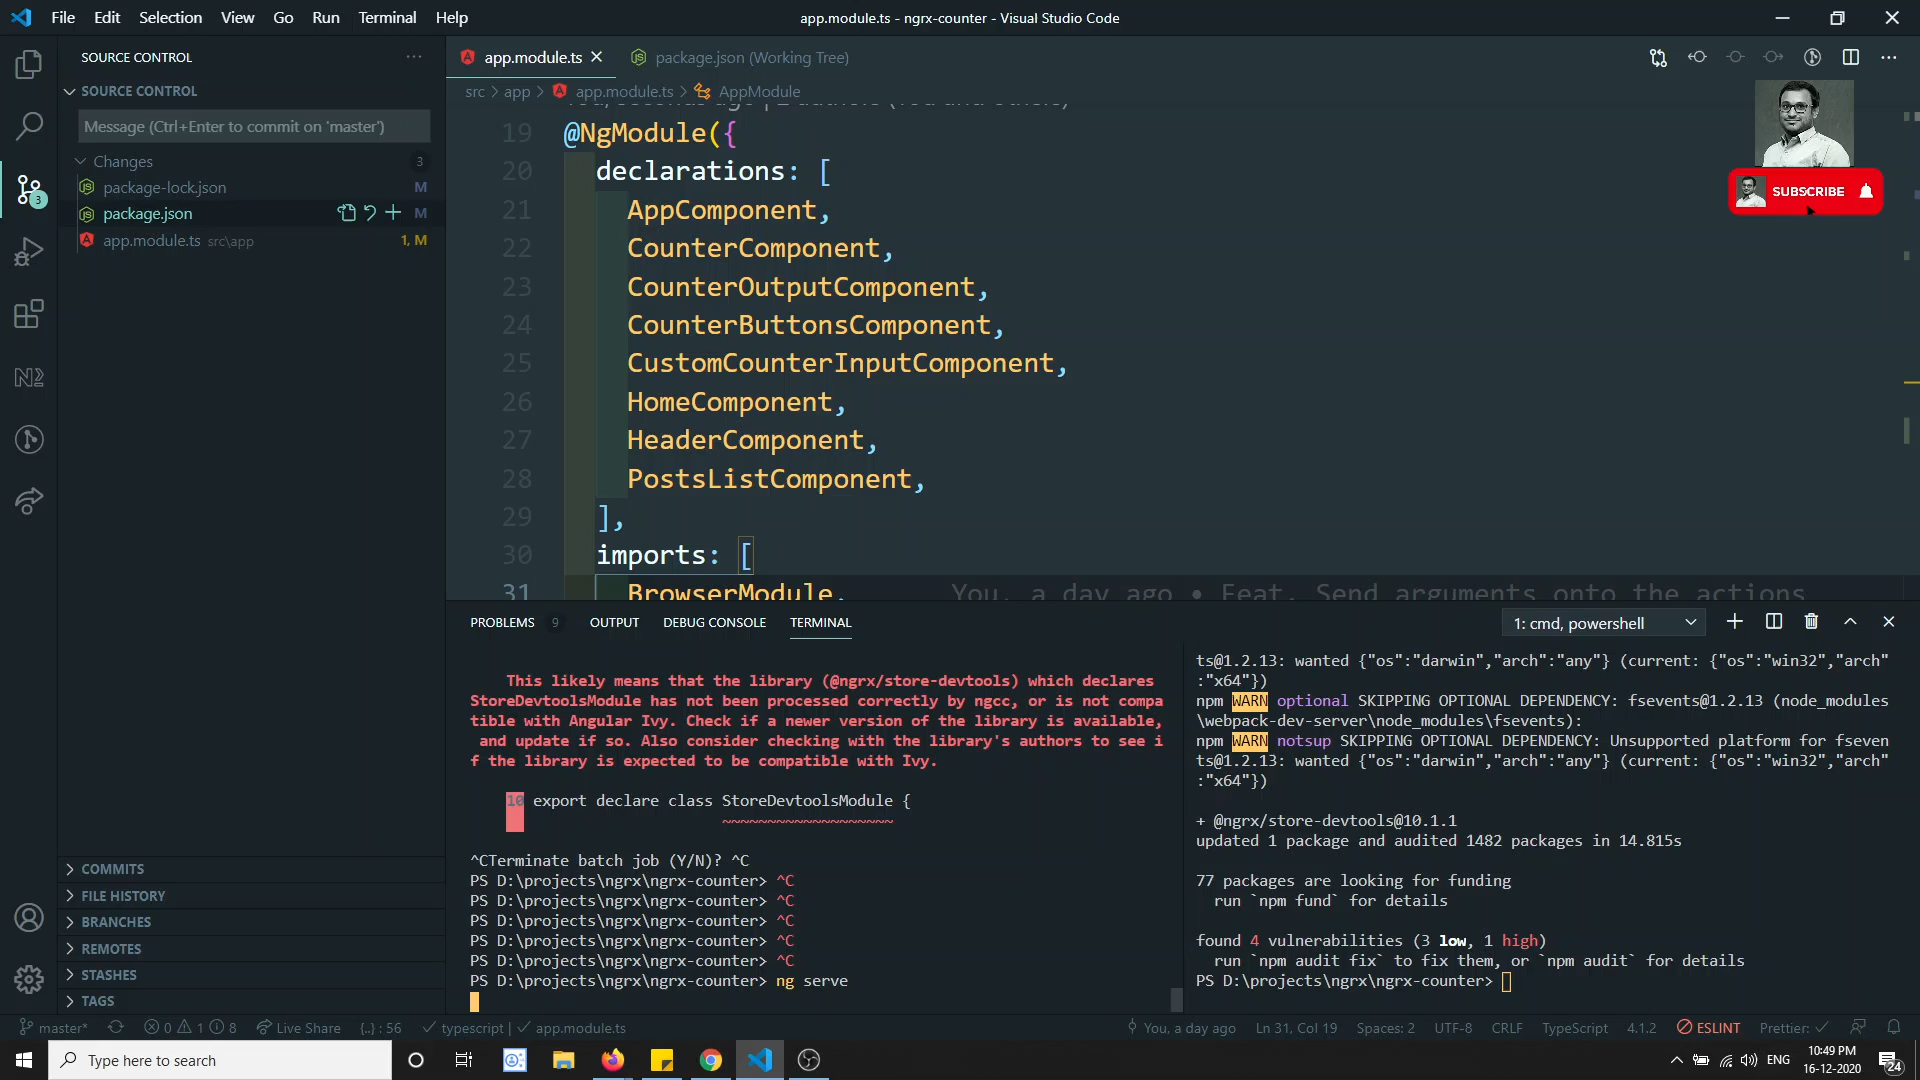 File Edit Selection View Go Run Terminal Help
app.module.ts - ngrx-counter - Visual Studio Code
SOURCE CONTROL
SOURCE CONTROL
Message (Ctrl+Enter to commit on 'master')
Changes 3
package-lock.json M
package.json M
app.module.ts src\app 1, M
3
COMMITS
FILE HISTORY
BRANCHES
REMOTES
STASHES
TAGS
app.module.ts
package.json (Working Tree)
src > app > app.module.ts > AppModule
SUBSCRIBE
19 @NgModule({
20 declarations: [
21 AppComponent,
22 CounterComponent,
23 CounterOutputComponent,
24 CounterButtonsComponent,
25 CustomCounterInputComponent,
26 HomeComponent,
27 HeaderComponent,
28 PostsListComponent,
29 ],
30 imports: [
31 BrowserModule, You, a day ago • Feat. Send arguments onto the actions
PROBLEMS 9 OUTPUT DEBUG CONSOLE TERMINAL
1: cmd, powershell
This likely means that the library (@ngrx/store-devtools) which declares
StoreDevtoolsModule has not been processed correctly by ngcc, or is not compa
tible with Angular Ivy. Check if a newer version of the library is available,
and update if so. Also consider checking with the library's authors to see i
f the library is expected to be compatible with Ivy.
10 export declare class StoreDevtoolsModule {
~~~~~~~~~~~~~~~~~~~
^CTerminate batch job (Y/N)? ^C
PS D:\projects\ngrx\ngrx-counter> ^C
PS D:\projects\ngrx\ngrx-counter> ^C
PS D:\projects\ngrx\ngrx-counter> ^C
PS D:\projects\ngrx\ngrx-counter> ^C
PS D:\projects\ngrx\ngrx-counter> ^C
PS D:\projects\ngrx\ngrx-counter> ng serve
ts@1.2.13: wanted {"os":"darwin","arch":"any"} (current: {"os":"win32","arch"
:"x64"})
npm WARN optional SKIPPING OPTIONAL DEPENDENCY: fsevents@1.2.13 (node_modules
\webpack-dev-server\node_modules\fsevents):
npm WARN notsup SKIPPING OPTIONAL DEPENDENCY: Unsupported platform for fseven
ts@1.2.13: wanted {"os":"darwin","arch":"any"} (current: {"os":"win32","arch"
:"x64"})
+ @ngrx/store-devtools@10.1.1
updated 1 package and audited 1482 packages in 14.815s
77 packages are looking for funding
run `npm fund` for details
found 4 vulnerabilities (3 low, 1 high)
run `npm audit fix` to fix them, or `npm audit` for details
PS D:\projects\ngrx\ngrx-counter>
master* 0 1 8 Live Share {..} : 56 typescript | app.module.ts
You, a day ago Ln 31, Col 19 Spaces: 2 UTF-8 CRLF TypeScript 4.1.2 ESLINT Prettier: ✓
Type here to search
ENG
10:49 PM
16-12-2020
24